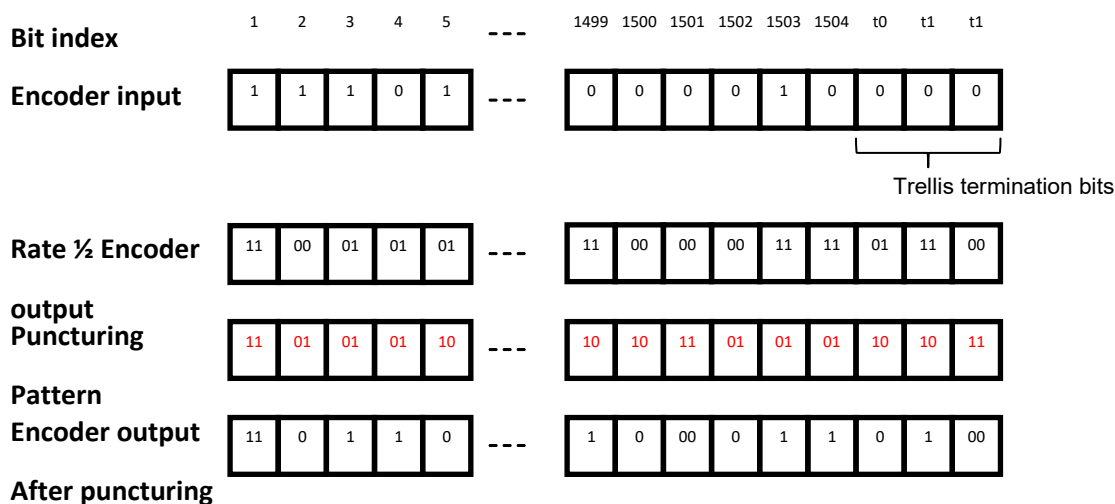 Bit index 1 2 3 4 5 --- 1499 1500 1501 1502 1503 1504 t0 t1 t1
Encoder input 1 1 1 0 1 --- 0 0 0 0 1 0 0 0 0
Trellis termination bits
Rate ½ Encoder 11 00 01 01 01 --- 11 00 00 00 11 11 01 11 00
output
Puncturing 11 01 01 01 10 --- 10 10 11 01 01 01 10 10 11
Pattern
Encoder output 11 0 1 1 0 --- 1 0 00 0 1 1 0 1 00
After puncturing